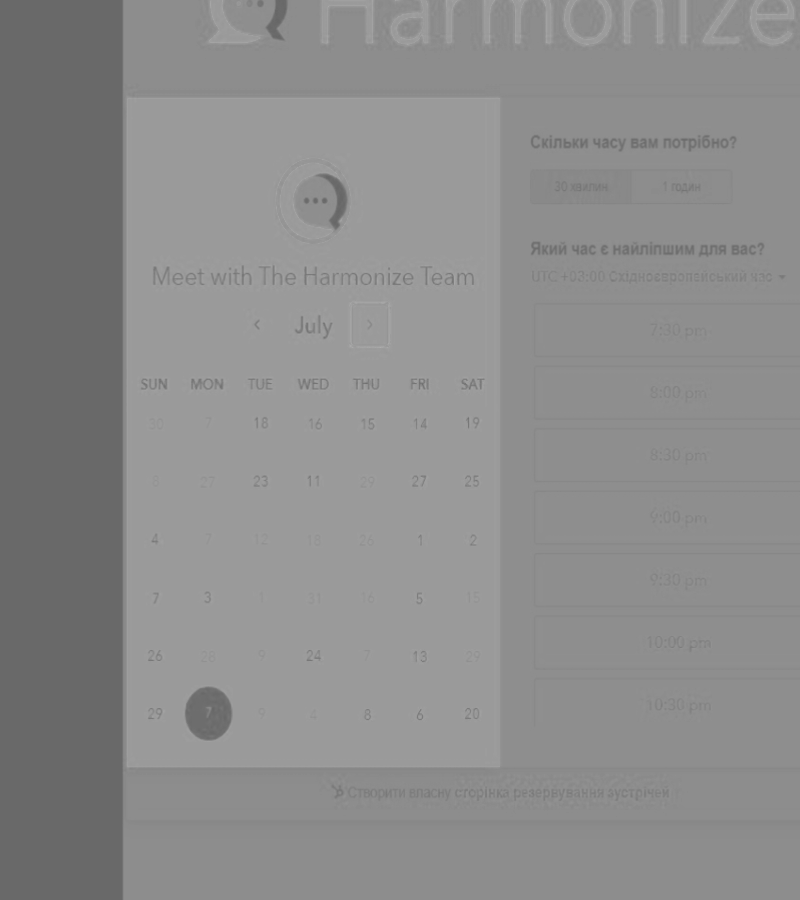 Harmonize
Meet with The Harmonize Team
July
SUN MON TUE WED THU FRI SAT
30 7 18 16 15 14 19
8 27 23 11 29 27 25
4 7 12 18 26 1 2
7 3 1 31 16 5 15
26 28 9 24 7 13 29
29 7 9 4 8 6 20
Скільки часу вам потрібно?
30 хвилин 1 годин
Який час є найліпшим для вас?
UTC +03:00 Східноєвропейський час
7:30 pm
8:00 pm
8:30 pm
9:00 pm
9:30 pm
10:00 pm
10:30 pm
Створити власну сторінка резервування зустрічей